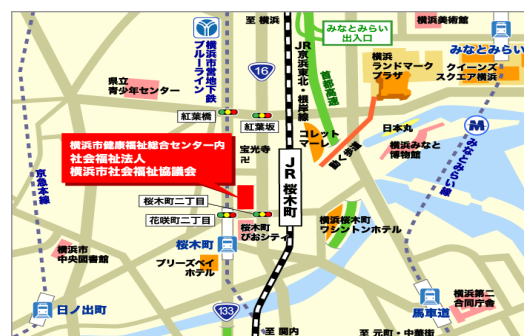 至 横浜
みなとみらい
出入口
横浜美術館
みなとみらい
横浜市営地下鉄
ブルーライン
16
JR京浜東北・根岸線
首都高速
横浜
ランドマーク
プラザ
クイーンズ
スクエア横浜
県立
青少年センター
紅葉橋
紅葉坂
コレット
マーレ
動く歩道
日本丸
横浜みなと
博物館
みなとみらい線
横浜市健康福祉総合センター内
社会福祉法人
横浜市社会福祉協議会
宝光寺
卍
JR桜木町
京急本線
桜木町二丁目
花咲町二丁目
桜木町
ぴおシティ
横浜桜木町
ワシントンホテル
横浜市
中央図書館
桜木町
ブリーズベイ
ホテル
日ノ出町
133
至 関内
馬車道
横浜第二
合同庁舎
至 元町・中華街